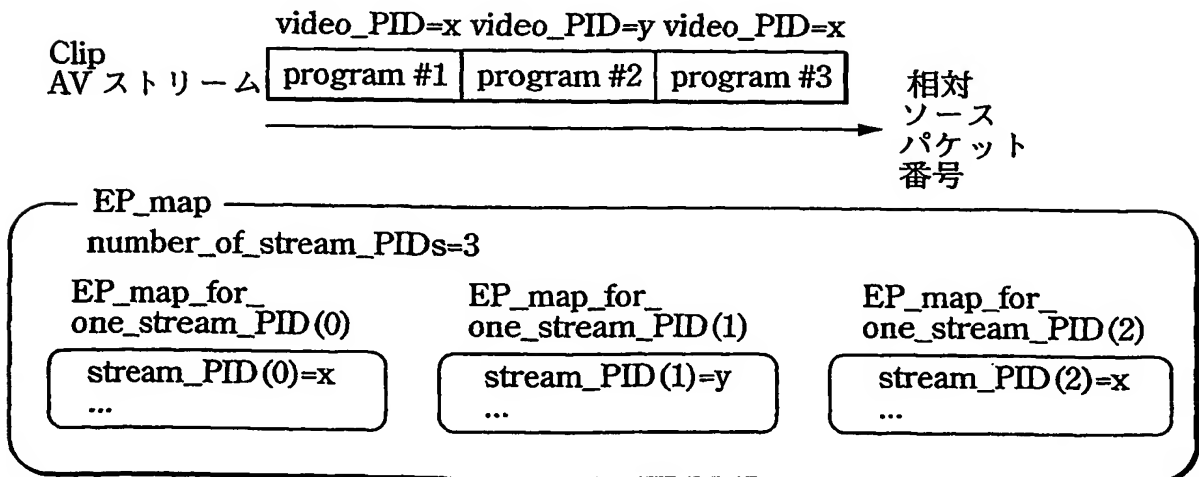 video_PID=x video_PID=y video_PID=x
Clip
AV ストリーム
program #1 program #2 program #3
相対
ソース
パケット
番号
EP_map
number_of_stream_PIDs=3
EP_map_for_
one_stream_PID(0)
EP_map_for_
one_stream_PID(1)
EP_map_for_
one_stream_PID(2)
stream_PID(0)=x
...
stream_PID(1)=y
...
stream_PID(2)=x
...